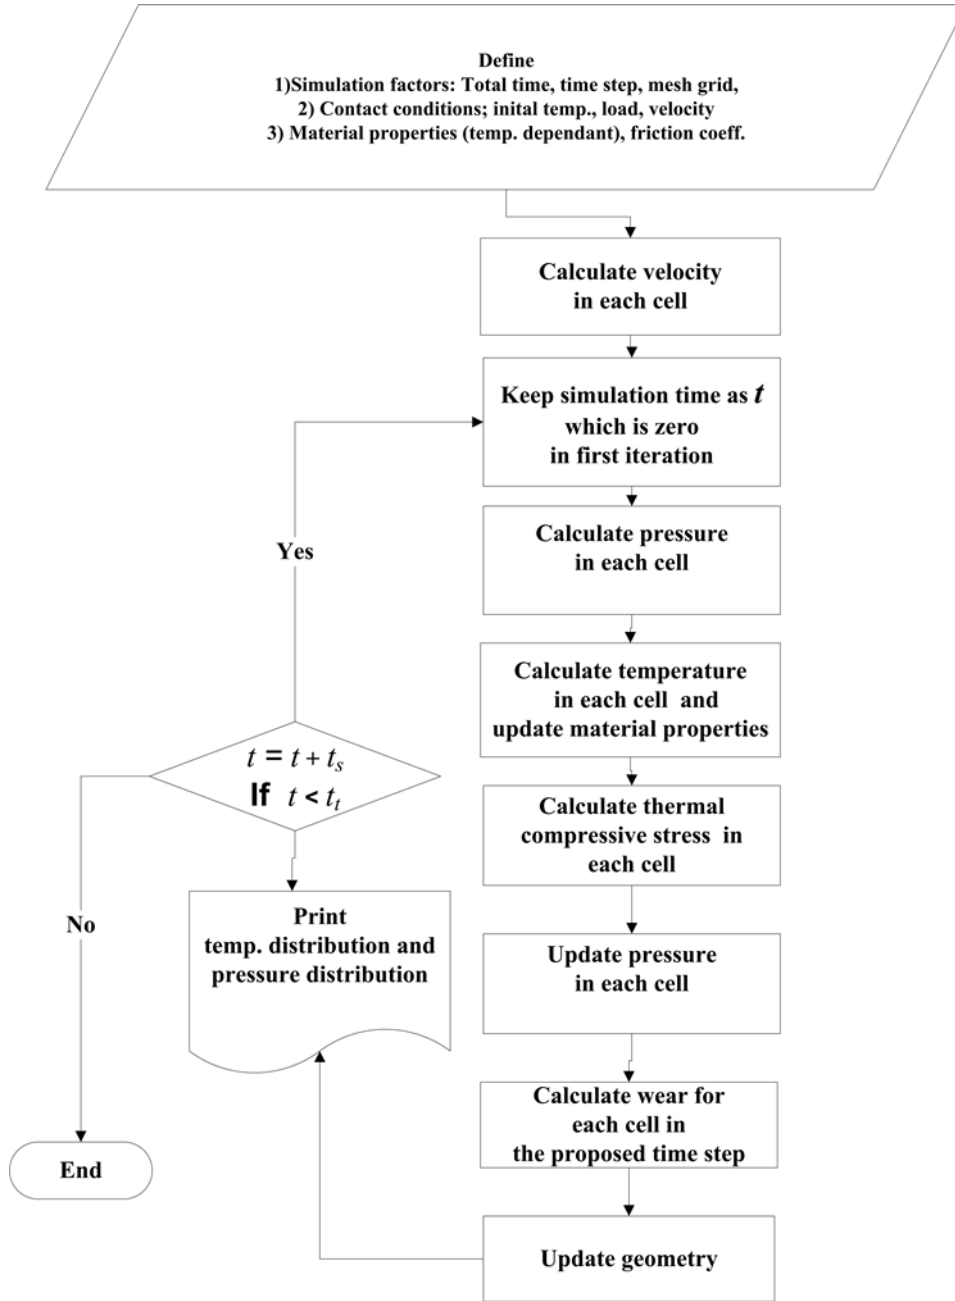 Define
1)Simulation factors: Total time, time step, mesh grid,
2) Contact conditions; inital temp., load, velocity
3) Material properties (temp. dependant), friction coeff.
Calculate velocity
in each cell
Keep simulation time as t
which is zero
in first iteration
Calculate pressure
in each cell
Yes
Calculate temperature
in each cell and
update material properties
t = t + tₛ
If t < tₜ
Calculate thermal
compressive stress in
each cell
No
Print
temp. distribution and
pressure distribution
Update pressure
in each cell
Calculate wear for
each cell in
the proposed time step
End
Update geometry